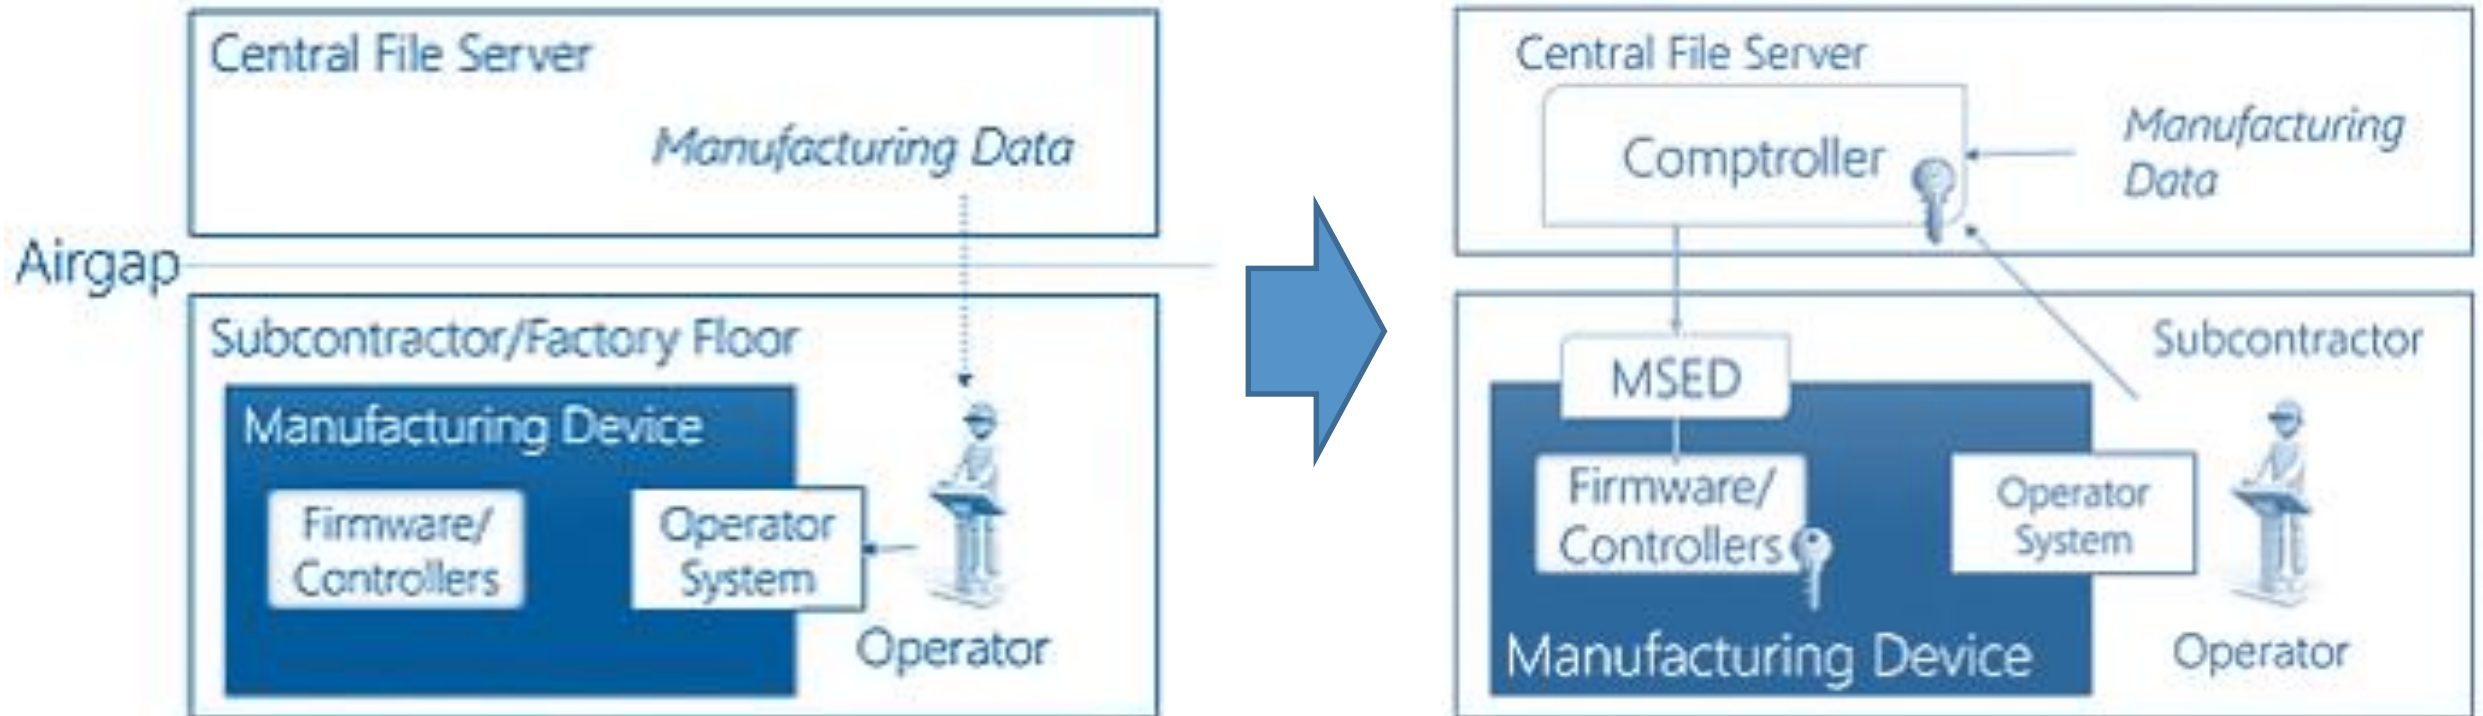 Central File Server
Manufacturing Data
Airgap
Subcontractor/Factory Floor
Manufacturing Device
Firmware/
Controllers
Operator
System
Operator
Central File Server
Comptroller
Manufacturing
Data
Subcontractor
MSED
Firmware/
Controllers
Operator
System
Manufacturing Device
Operator